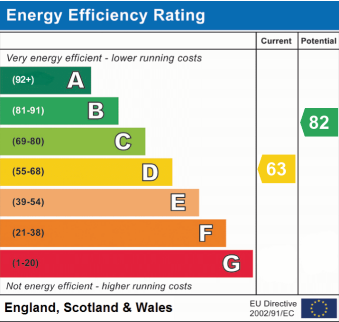 Energy Efficiency Rating
Current Potential
Very energy efficient - lower running costs
(92+) A
(81-91) B
82
(69-80) C
(55-68) D
63
(39-54) E
(21-38) F
(1-20) G
Not energy efficient - higher running costs
England, Scotland & Wales
EU Directive
2002/91/EC